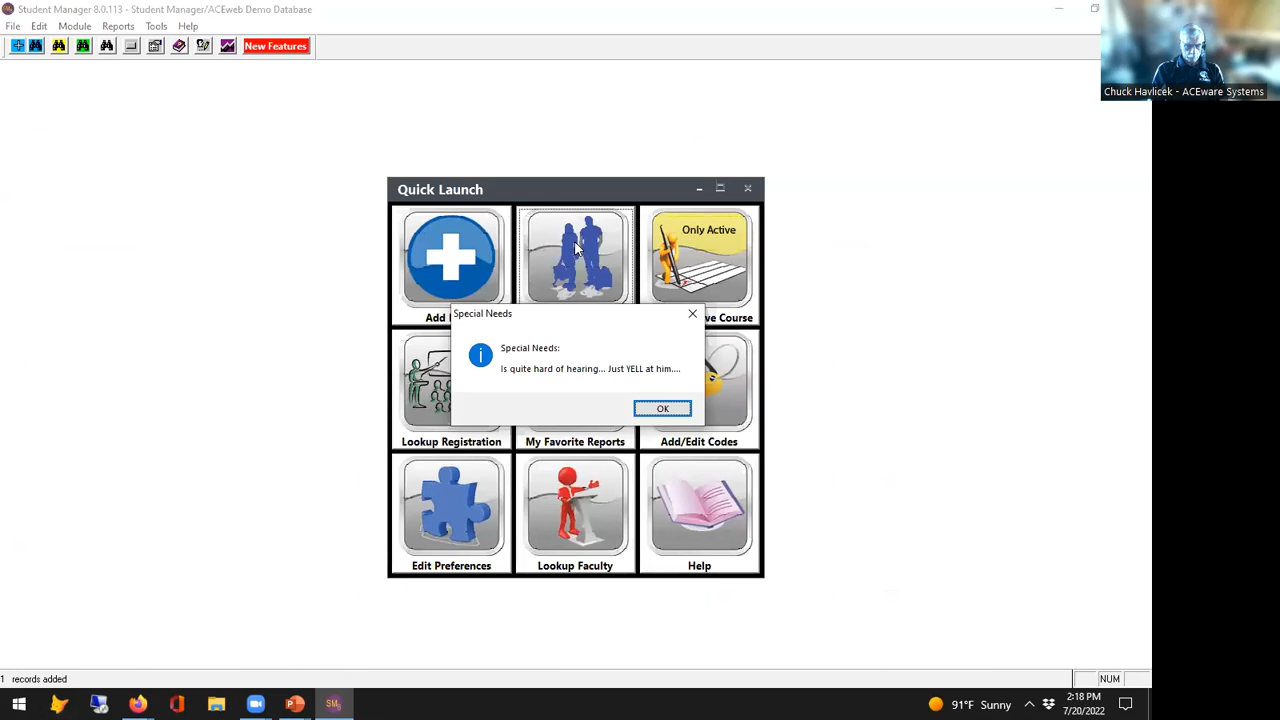 Student Manager 8.0.113 - Student Manager/ACEweb Demo Database
File Edit Module Reports Tools Help
New Features
Chuck Havlicek - ACEware Systems
Quick Launch
Only Active
Add
ve Course
Special Needs
Special Needs:
Is quite hard of hearing... Just YELL at him....
OK
Lookup Registration
My Favorite Reports
Add/Edit Codes
Edit Preferences
Lookup Faculty
Help
1 records added
NUM
91°F Sunny
2:18 PM
7/20/2022